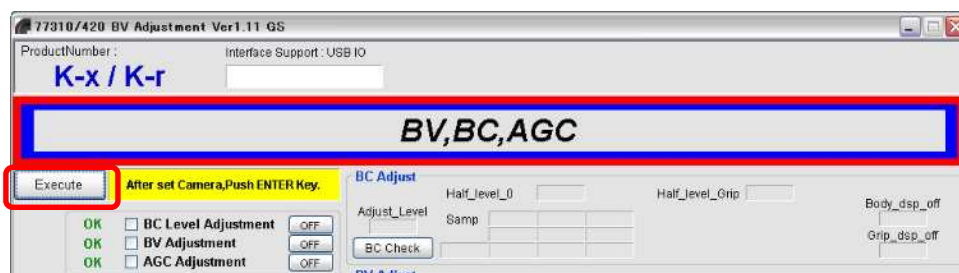 77310/420 BV Adjustment Ver1.11 GS
ProductNumber : Interface Support : USB IO
K-x / K-r
BV,BC,AGC
Execute After set Camera,Push ENTER Key.
BC Adjust
Half_level_0 Half_level_Grip
Adjust_Level Samp Body_dsp_off
OK BC Level Adjustment OFF
OK BV Adjustment OFF BC Check Grip_dsp_off
OK AGC Adjustment OFF
BV Adjust